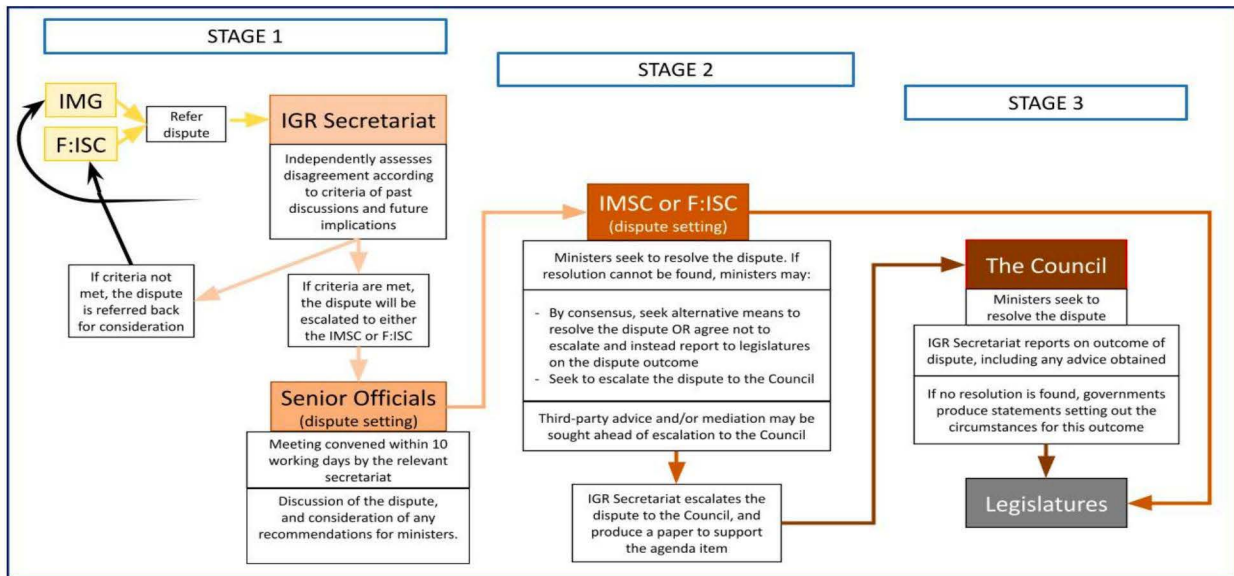 STAGE 1
IMG
F:ISC
Refer
dispute
IGR Secretariat
Independently assesses
disagreement according
to criteria of past
discussions and future
implications
If criteria not
met, the dispute
is referred back
for consideration
If criteria are met,
the dispute will be
escalated to either
the IMSC or F:ISC
Senior Officials
(dispute setting)
Meeting convened within 10
working days by the relevant
secretariat
Discussion of the dispute,
and consideration of any
recommendations for ministers.
STAGE 2
IMSC or F:ISC
(dispute setting)
Ministers seek to resolve the dispute. If
resolution cannot be found, ministers may:
- By consensus, seek alternative means to
resolve the dispute OR agree not to
escalate and instead report to legislatures
on the dispute outcome
- Seek to escalate the dispute to the Council
Third-party advice and/or mediation may be
sought ahead of escalation to the Council
IGR Secretariat escalates the
dispute to the Council, and
produce a paper to support
the agenda item
STAGE 3
The Council
Ministers seek to
resolve the dispute
IGR Secretariat reports on outcome of
dispute, including any advice obtained
If no resolution is found, governments
produce statements setting out the
circumstances for this outcome
Legislatures